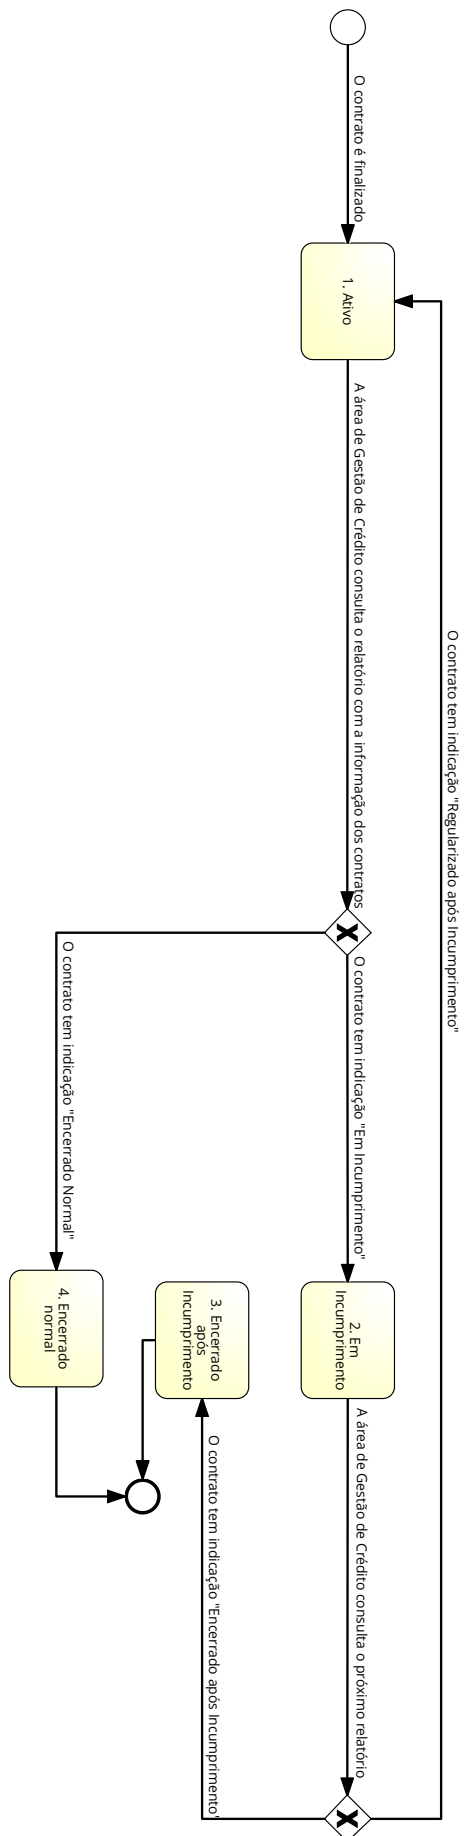 O contrato é finalizado
1. Ativo
A área de Gestão de Crédito consulta o relatório com a informação dos contratos
O contrato tem indicação "Regularizado após Incumprimento"
O contrato tem indicação "Em Incumprimento"
2. Em
Incumprimento
A área de Gestão de Crédito consulta o próximo relatório
O contrato tem indicação "Encerrado após Incumprimento"
3. Encerrado
após
Incumprimento
O contrato tem indicação "Encerrado Normal"
4. Encerrado
normal